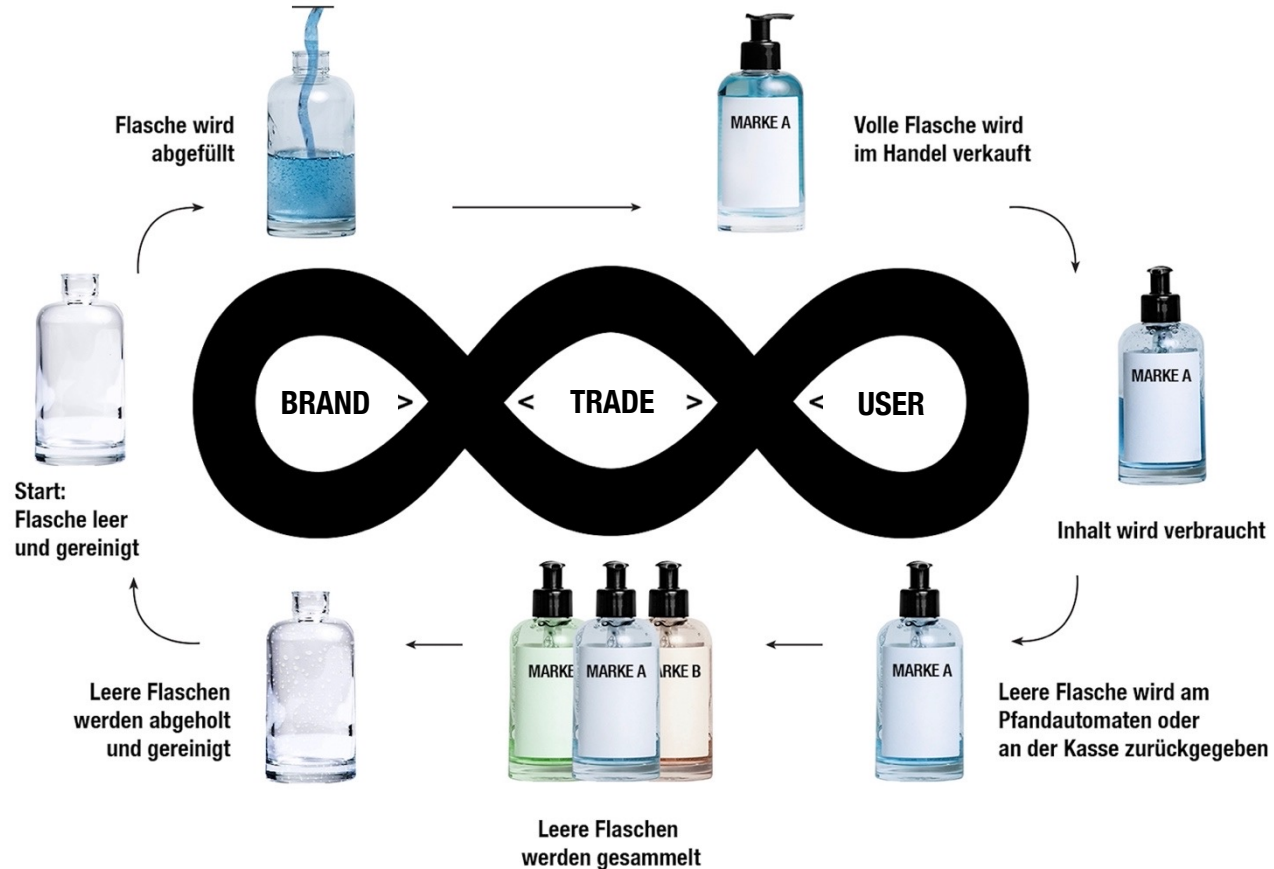 Flasche wird
abgefüllt
MARKE A
Volle Flasche wird
im Handel verkauft
MARKE A
BRAND >
< TRADE >
< USER
Start:
Flasche leer
und gereinigt
Inhalt wird verbraucht
MARKE
MARKE A
ARKE B
MARKE A
Leere Flaschen
werden abgeholt
und gereinigt
Leere Flasche wird am
Pfandautomaten oder
an der Kasse zurückgegeben
Leere Flaschen
werden gesammelt